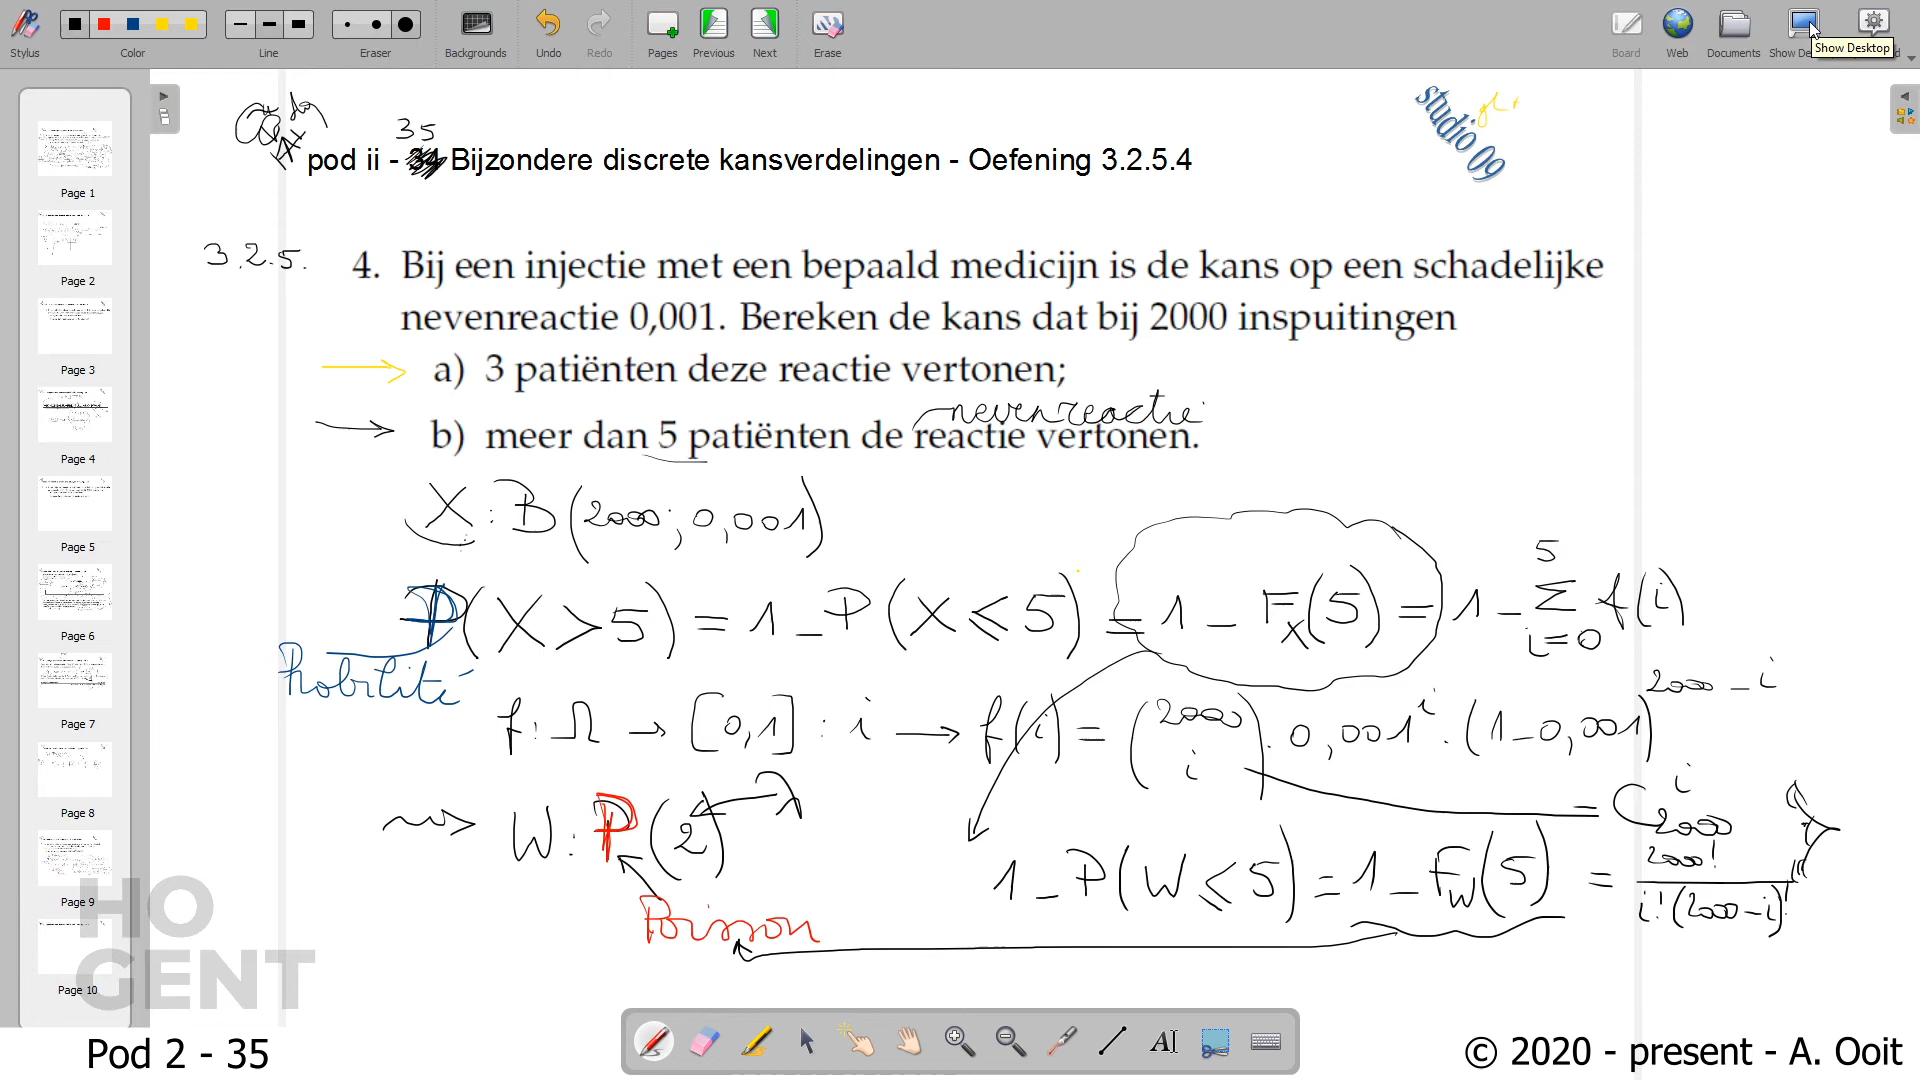 Stylus Color Line Eraser Backgrounds Undo Redo Pages Previous Next Erase Board Web Documents Show De
Show Desktop
35
pod ii - 34 Bijzondere discrete kansverdelingen - Oefening 3.2.5.4
studio 09
3.2.5.
4. Bij een injectie met een bepaald medicijn is de kans op een schadelijke
nevenreactie 0,001. Bereken de kans dat bij 2000 inspuitingen
a) 3 patiënten deze reactie vertonen;
nevenreactie
b) meer dan 5 patiënten de reactie vertonen.
X : B(2000; 0,001)
P(X > 5) = 1 - P(X ≤ 5) = 1 - F_X(5) = 1 - Σ_{i=0}^{5} f(i)
Probilité
f: Ω → [0,1] : i → f(i) = (2000 i) . 0,001^i . (1-0,001)^{2000-i}
= C_{2000}^{i}
W : P(2) λ
1 - P(W ≤ 5) = 1 - F_W(5) = 2000! / i!(2000-i)!
Poisson
Page 1
Page 2
Page 3
Page 4
Page 5
Page 6
Page 7
Page 8
Page 9
Page 10
HO
GENT
Pod 2 - 35
© 2020 - present - A. Ooit